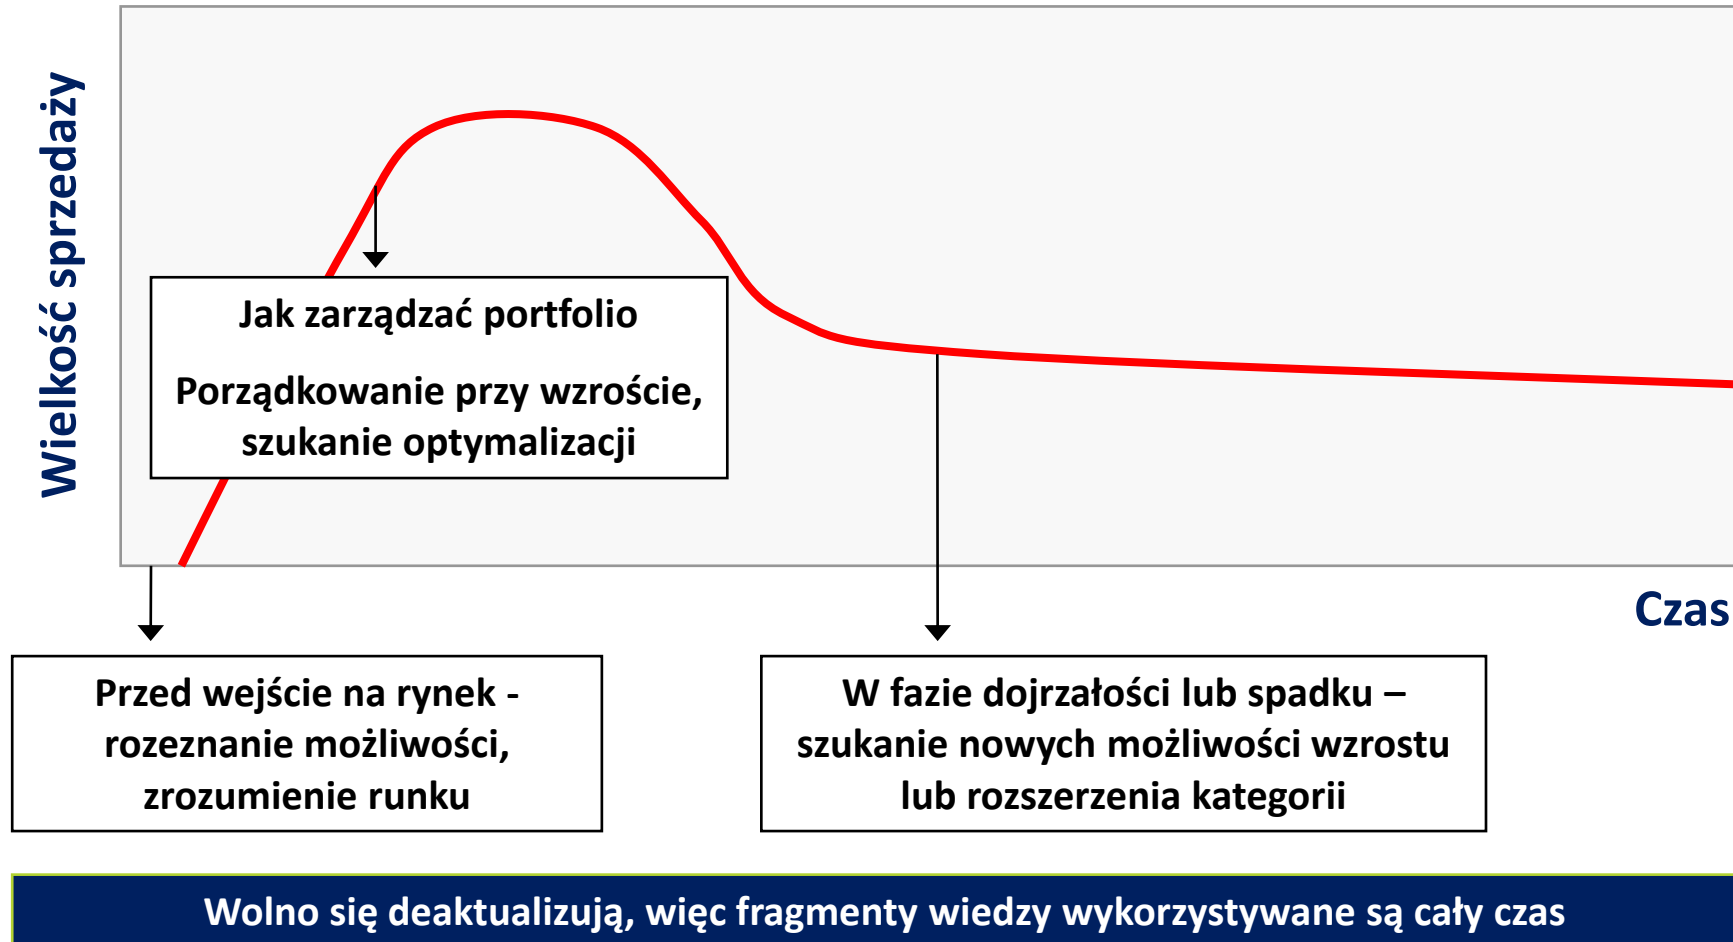 Wielkość sprzedaży
Jak zarządzać portfolio
Porządkowanie przy wzroście,
szukanie optymalizacji
Czas
Przed wejście na rynek -
rozeznanie możliwości,
zrozumienie runku
W fazie dojrzałości lub spadku –
szukanie nowych możliwości wzrostu
lub rozszerzenia kategorii
Wolno się deaktualizują, więc fragmenty wiedzy wykorzystywane są cały czas